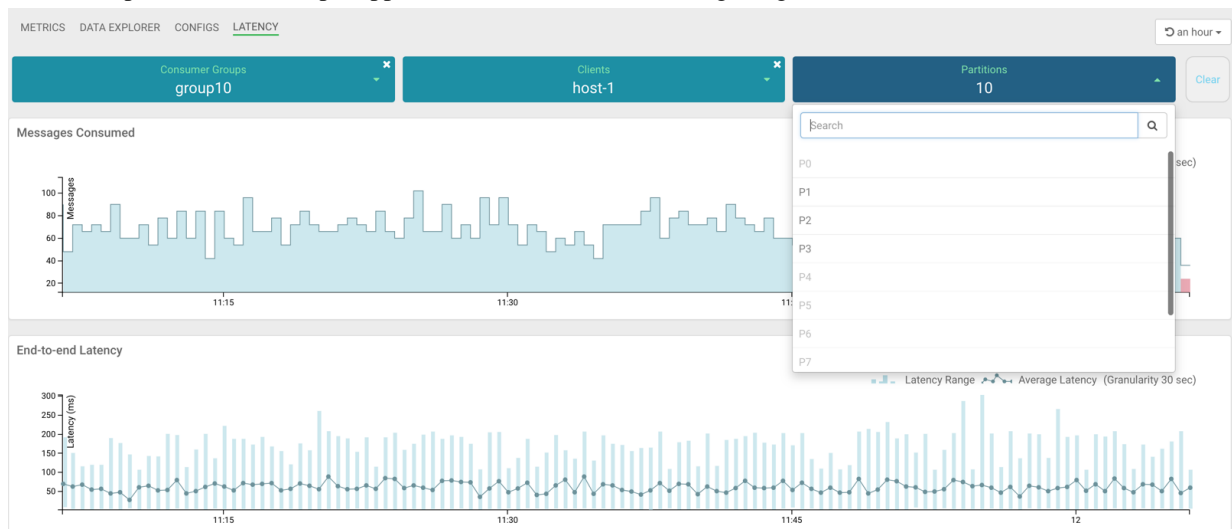 METRICS DATA EXPLORER CONFIGS LATENCY
an hour
Consumer Groups
group10
Clients
host-1
Partitions
10
Clear
Search
P0
P1
P2
P3
P4
P5
P6
P7
Messages Consumed
sec)
Messages
100
80
60
40
20
11:15
11:30
11:
End-to-end Latency
Latency Range
Average Latency (Granularity 30 sec)
Latency (ms)
300
250
200
150
100
50
11:15
11:30
11:45
12